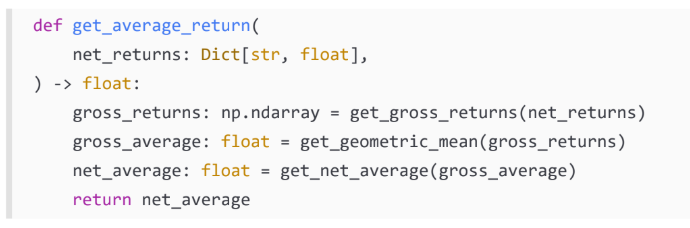 def get_average_return(
    net_returns: Dict[str, float],
) -> float:
    gross_returns: np.ndarray = get_gross_returns(net_returns)
    gross_average: float = get_geometric_mean(gross_returns)
    net_average: float = get_net_average(gross_average)
    return net_average